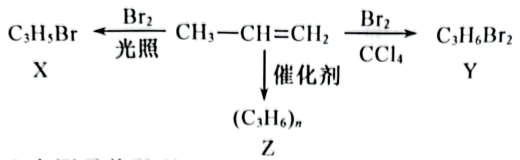 C₃H₅Br ← Br₂ 光照 CH₃—CH=CH₂ Br₂ CCl₄ → C₃H₆Br₂
X 催化剂 Y
(C₃H₆)ₙ
Z